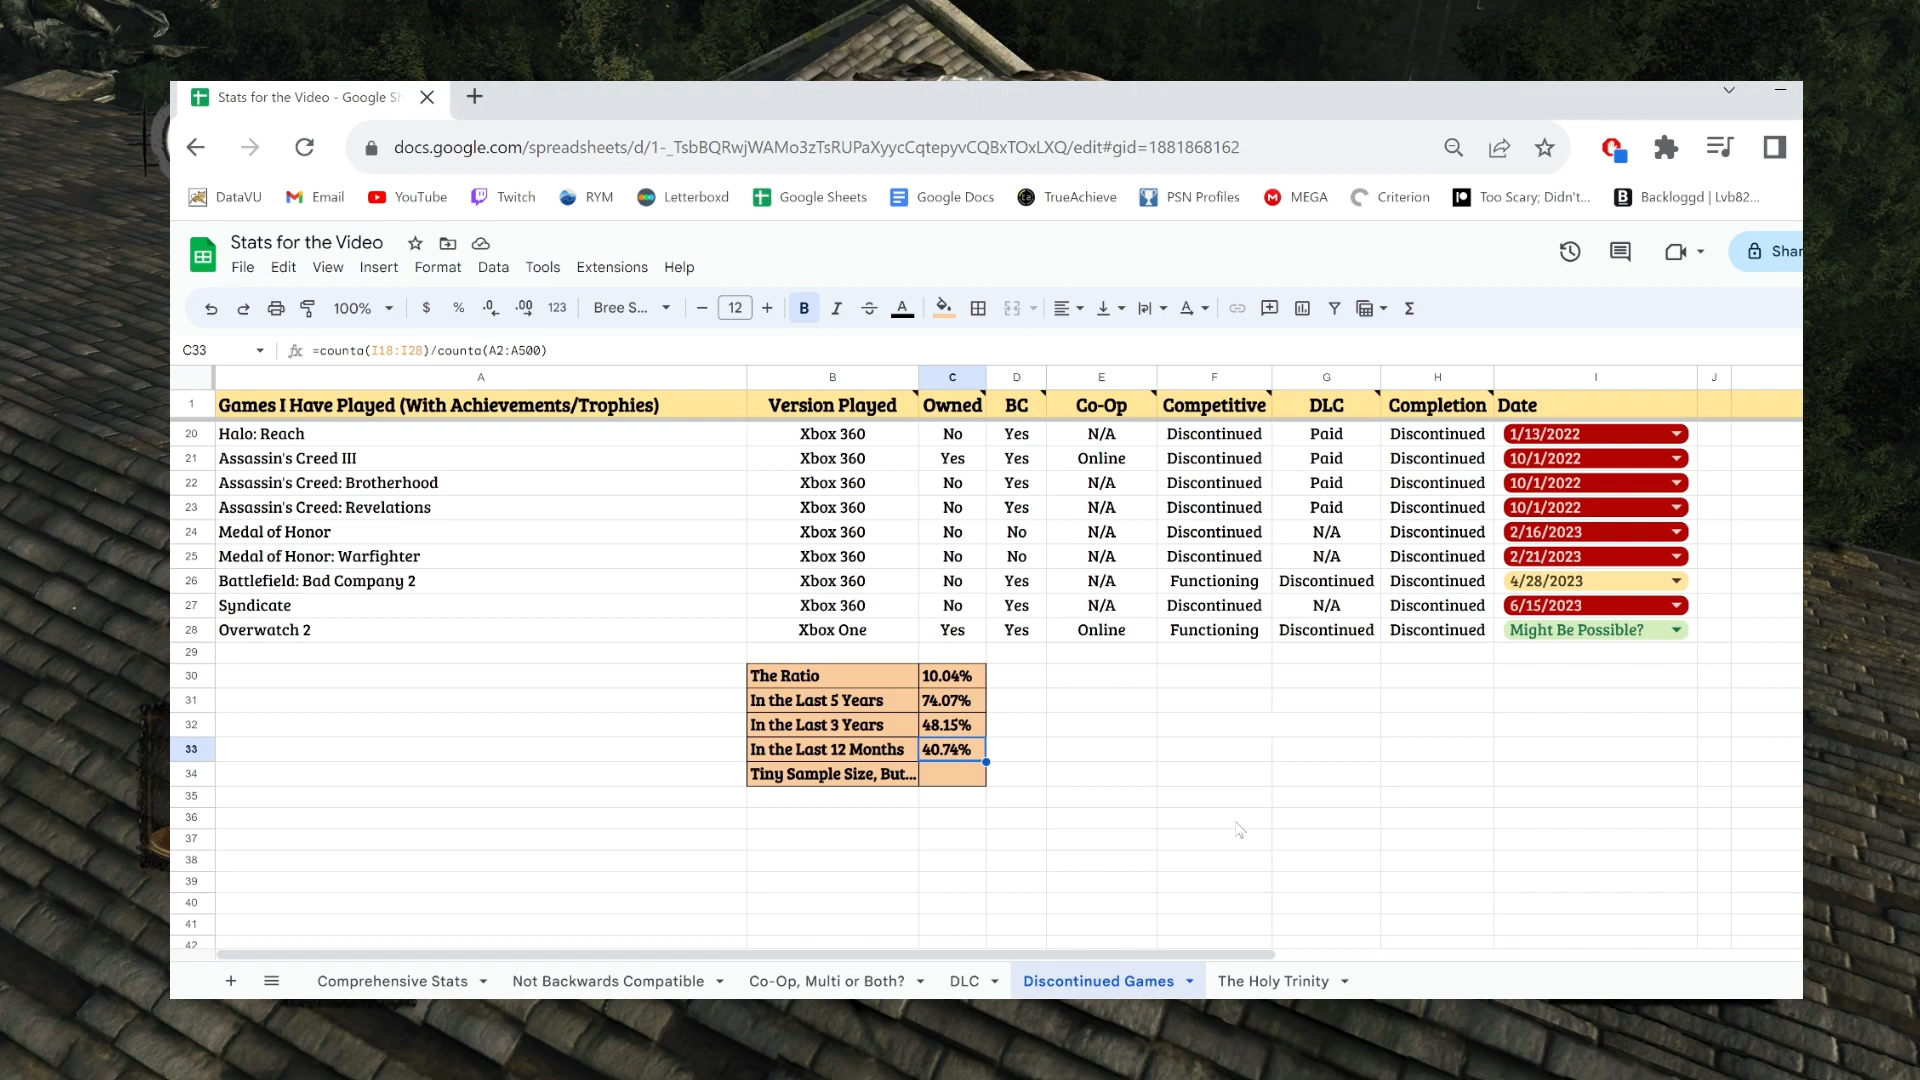 Stats for the Video - Google Sh
docs.google.com/spreadsheets/d/1-_TsbBQRwjWAMo3zTsRUPaXyycCqtepyvCQBxTOxLXQ/edit#gid=1881868162
DataVU Email YouTube Twitch RYM Letterboxd Google Sheets Google Docs TrueAchieve PSN Profiles MEGA Criterion Too Scary; Didn't... Backloggd | Lvb82...
Stats for the Video
File Edit View Insert Format Data Tools Extensions Help
Shar
100% $ % .0 .00 123 Bree S... 12 B I A
C33 fx =counta(I18:I28)/counta(A2:A500)
A B C D E F G H I J
1 Games I Have Played (With Achievements/Trophies) Version Played Owned BC Co-Op Competitive DLC Completion Date
20 Halo: Reach Xbox 360 No Yes N/A Discontinued Paid Discontinued 1/13/2022
21 Assassin's Creed III Xbox 360 Yes Yes Online Discontinued Paid Discontinued 10/1/2022
22 Assassin's Creed: Brotherhood Xbox 360 No Yes N/A Discontinued Paid Discontinued 10/1/2022
23 Assassin's Creed: Revelations Xbox 360 No Yes N/A Discontinued Paid Discontinued 10/1/2022
24 Medal of Honor Xbox 360 No No N/A Discontinued N/A Discontinued 2/16/2023
25 Medal of Honor: Warfighter Xbox 360 No No N/A Discontinued N/A Discontinued 2/21/2023
26 Battlefield: Bad Company 2 Xbox 360 No Yes N/A Functioning Discontinued Discontinued 4/28/2023
27 Syndicate Xbox 360 No Yes N/A Discontinued N/A Discontinued 6/15/2023
28 Overwatch 2 Xbox One Yes Yes Online Functioning Discontinued Discontinued Might Be Possible?
29
30 The Ratio 10.04%
31 In the Last 5 Years 74.07%
32 In the Last 3 Years 48.15%
33 In the Last 12 Months 40.74%
34 Tiny Sample Size, But...
35
36
37
38
39
40
41
42
Comprehensive Stats Not Backwards Compatible Co-Op, Multi or Both? DLC Discontinued Games The Holy Trinity